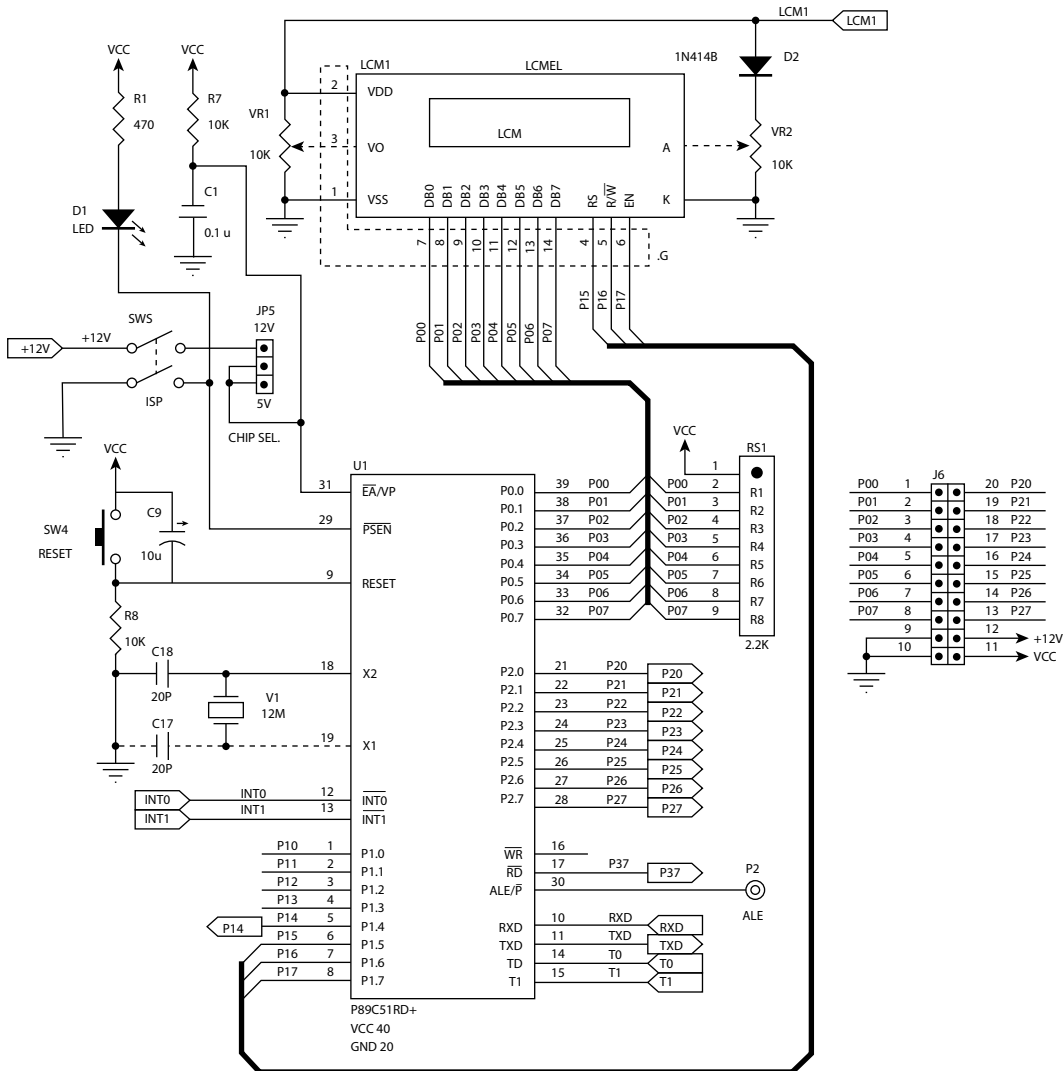 LCM1
LCM1
VCC
VCC
1N414B
D2
LCM1
LCMEL
R1
470
R7
10K
VR1
10K
2
VDD
LCM
3
VO
A
VR2
10K
1
VSS
K
DB0
DB1
DB2
DB3
DB4
DB5
DB6
DB7
RS
R/W
EN
C1
0.1 u
D1
LED
7
8
9
10
11
12
13
14
4
5
6
.G
P00
P01
P02
P03
P04
P05
P06
P07
P15
P16
P17
SWS
JP5
12V
+12V
+12V
ISP
5V
CHIP SEL.
VCC
VCC
RS1
1
U1
SW4
RESET
C9
10u
R8
10K
C18
20P
V1
12M
C17
20P
31
EA/VP
29
PSEN
9
RESET
18
X2
19
X1
INT0
INT0
12
INT0
INT1
INT1
13
INT1
P10
1
P1.0
P11
2
P1.1
P12
3
P1.2
P13
4
P1.3
P14
P14
5
P1.4
P15
6
P1.5
P16
7
P1.6
P17
8
P1.7
P0.0
39
P00
P00
2
R1
P0.1
38
P01
P01
3
R2
P0.2
37
P02
P02
4
R3
P0.3
36
P03
P03
5
R4
P0.4
35
P04
P04
6
R5
P0.5
34
P05
P05
7
R6
P0.6
33
P06
P06
8
R7
P0.7
32
P07
P07
9
R8
2.2K
P2.0
21
P20
P20
P2.1
22
P21
P21
P2.2
23
P22
P22
P2.3
24
P23
P23
P2.4
25
P24
P24
P2.5
26
P25
P25
P2.6
27
P26
P26
P2.7
28
P27
P27
WR
16
RD
17
P37
P37
ALE/P
30
P2
ALE
RXD
10
RXD
RXD
TXD
11
TXD
TXD
TD
14
T0
T0
T1
15
T1
T1
P89C51RD+
VCC 40
GND 20
J6
P00
1
20
P20
P01
2
19
P21
P02
3
18
P22
P03
4
17
P23
P04
5
16
P24
P05
6
15
P25
P06
7
14
P26
P07
8
13
P27
9
12
+12V
10
11
VCC